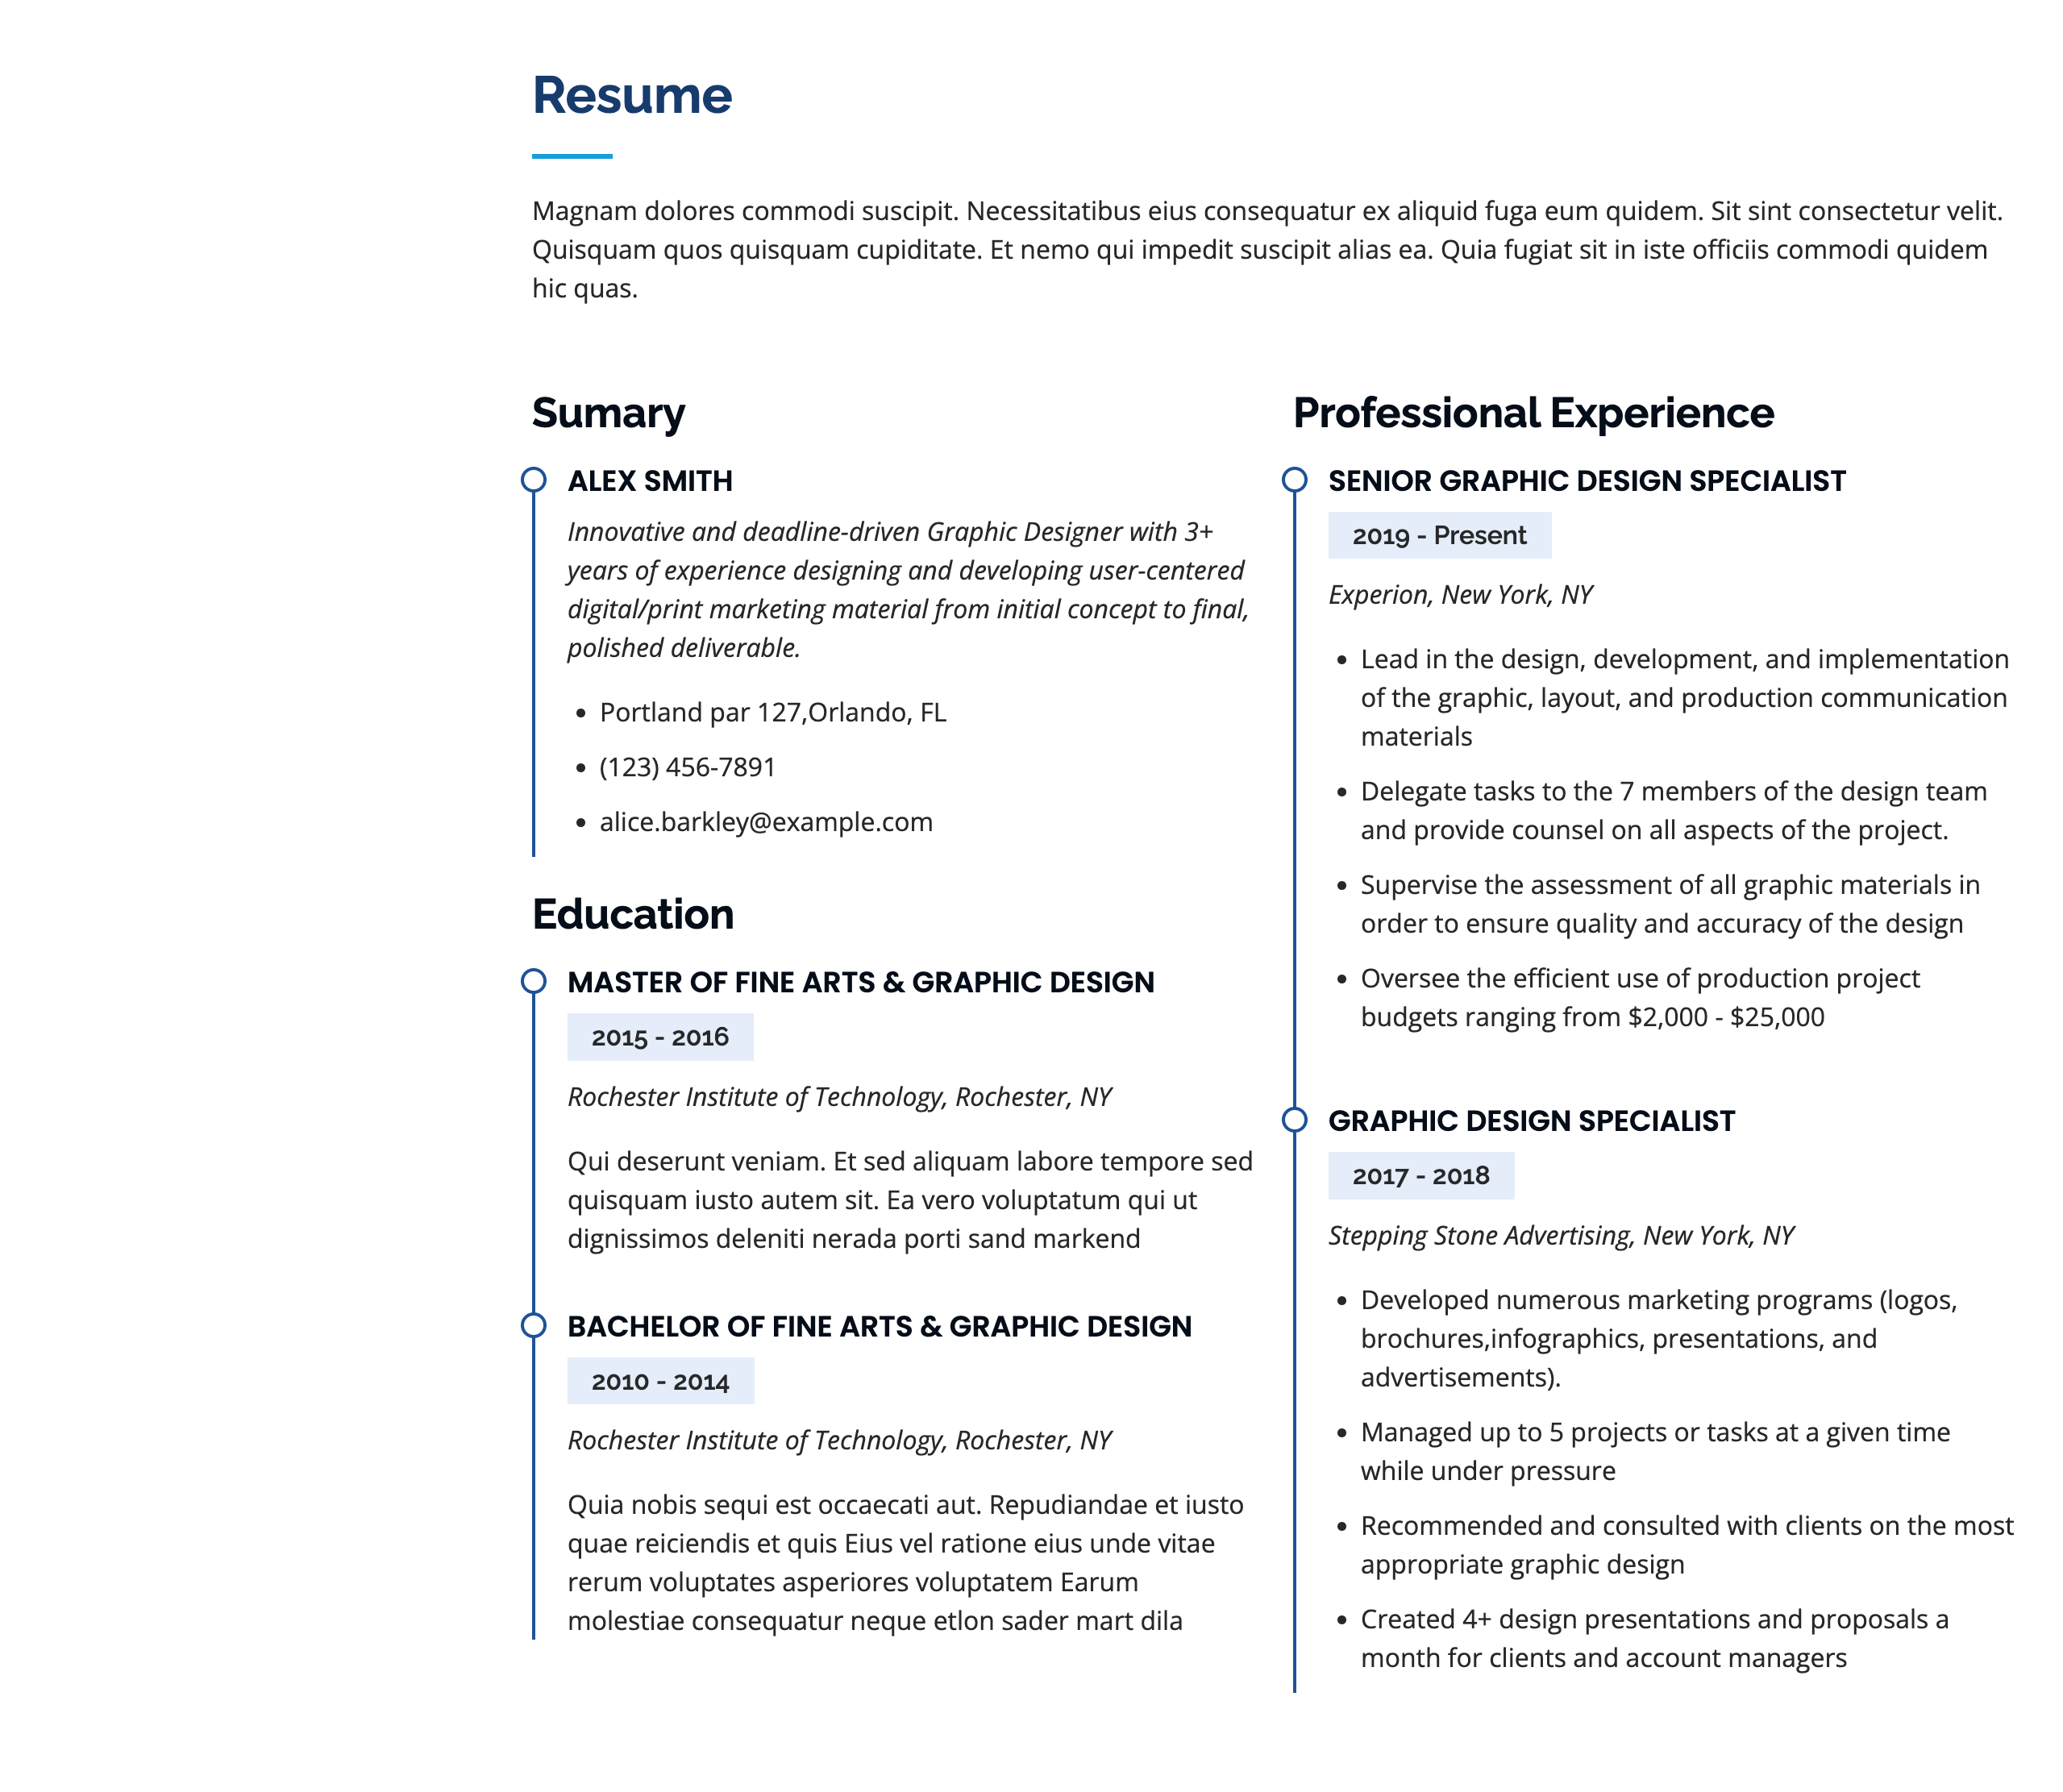 Resume
Magnam dolores commodi suscipit. Necessitatibus eius consequatur ex aliquid fuga eum quidem. Sit sint consectetur velit.
Quisquam quos quisquam cupiditate. Et nemo qui impedit suscipit alias ea. Quia fugiat sit in iste officiis commodi quidem
hic quas.
Sumary
ALEX SMITH
Innovative and deadline-driven Graphic Designer with 3+
years of experience designing and developing user-centered
digital/print marketing material from initial concept to final,
polished deliverable.
• Portland par 127,Orlando, FL
• (123) 456-7891
• alice.barkley@example.com
Education
MASTER OF FINE ARTS & GRAPHIC DESIGN
2015 - 2016
Rochester Institute of Technology, Rochester, NY
Qui deserunt veniam. Et sed aliquam labore tempore sed
quisquam iusto autem sit. Ea vero voluptatum qui ut
dignissimos deleniti nerada porti sand markend
BACHELOR OF FINE ARTS & GRAPHIC DESIGN
2010 - 2014
Rochester Institute of Technology, Rochester, NY
Quia nobis sequi est occaecati aut. Repudiandae et iusto
quae reiciendis et quis Eius vel ratione eius unde vitae
rerum voluptates asperiores voluptatem Earum
molestiae consequatur neque etlon sader mart dila
Professional Experience
SENIOR GRAPHIC DESIGN SPECIALIST
2019 - Present
Experion, New York, NY
• Lead in the design, development, and implementation
of the graphic, layout, and production communication
materials
• Delegate tasks to the 7 members of the design team
and provide counsel on all aspects of the project.
• Supervise the assessment of all graphic materials in
order to ensure quality and accuracy of the design
• Oversee the efficient use of production project
budgets ranging from $2,000 - $25,000
GRAPHIC DESIGN SPECIALIST
2017 - 2018
Stepping Stone Advertising, New York, NY
• Developed numerous marketing programs (logos,
brochures,infographics, presentations, and
advertisements).
• Managed up to 5 projects or tasks at a given time
while under pressure
• Recommended and consulted with clients on the most
appropriate graphic design
• Created 4+ design presentations and proposals a
month for clients and account managers